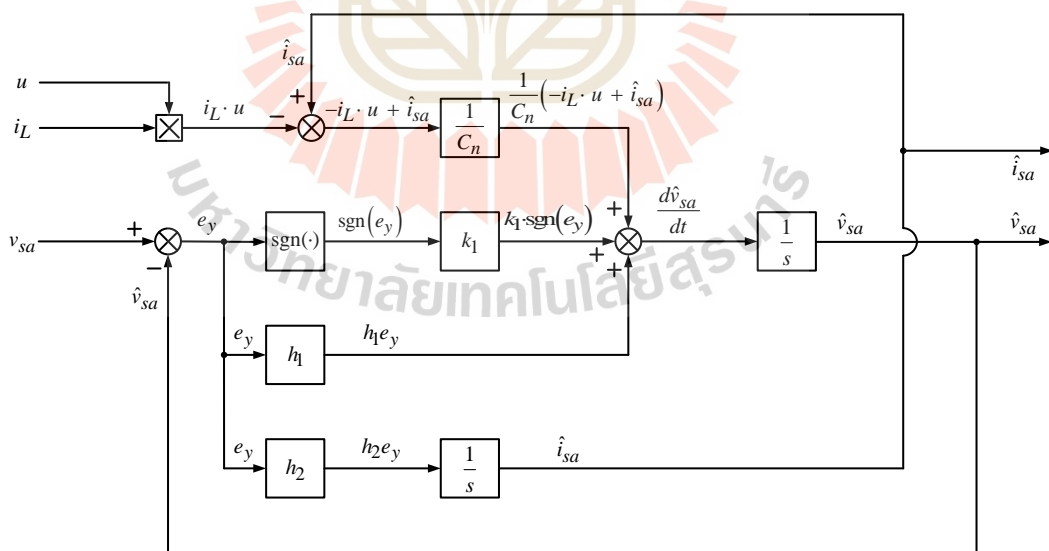 î_sa
u
i_L · u
+
−
−i_L · u + î_sa
1/C_n
1/C_n (−i_L · u + î_sa)
i_L
î_sa
v_sa
+
−
e_y
sgn(·)
sgn(e_y)
k_1
k_1·sgn(e_y)
+
+
+
dv̂_sa/dt
1/s
v̂_sa
v̂_sa
v̂_sa
e_y
h_1
h_1e_y
e_y
h_2
h_2e_y
1/s
î_sa
มหาวิทยาลัยเทคโนโลยีสุรนารี